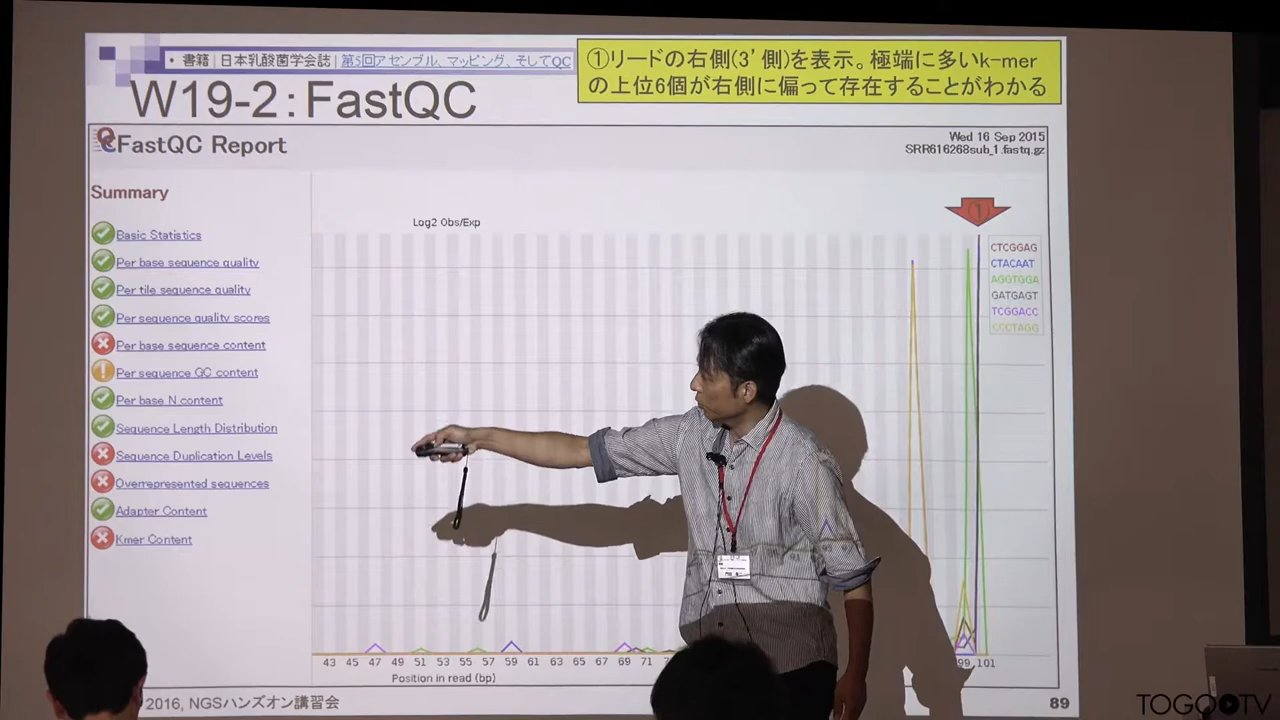 ・書籍 | 日本乳酸菌学会誌 | 第5回アセンブル、マッピング、そしてQC
①リードの右側(3'側)を表示。極端に多いk-mer
の上位6個が右側に偏って存在することがわかる
W19-2：FastQC
FastQC Report
Wed 16 Sep 2015
SRR616268sub_1.fastq.gz
Summary
Basic Statistics
Per base sequence quality
Per tile sequence quality
Per sequence quality scores
Per base sequence content
Per sequence GC content
Per base N content
Sequence Length Distribution
Sequence Duplication Levels
Overrepresented sequences
Adapter Content
Kmer Content
Log2 Obs/Exp
①
CTCGGAG
CTACAAT
AGGTGGA
GATGAGT
TCGGACC
CCCTAGG
43 45 47 49 51 53 55 57 59 61 63 65 67 69 71 99 101
Position in read (bp)
2016, NGSハンズオン講習会
89
TOGOTV